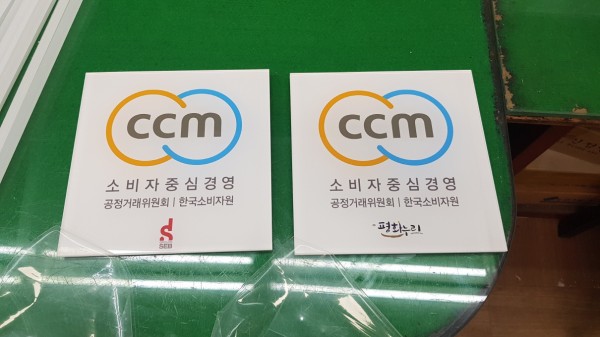 ccm
소비자중심경영
공정거래위원회 | 한국소비자원
SEB
ccm
소비자중심경영
공정거래위원회 | 한국소비자원
평화누리